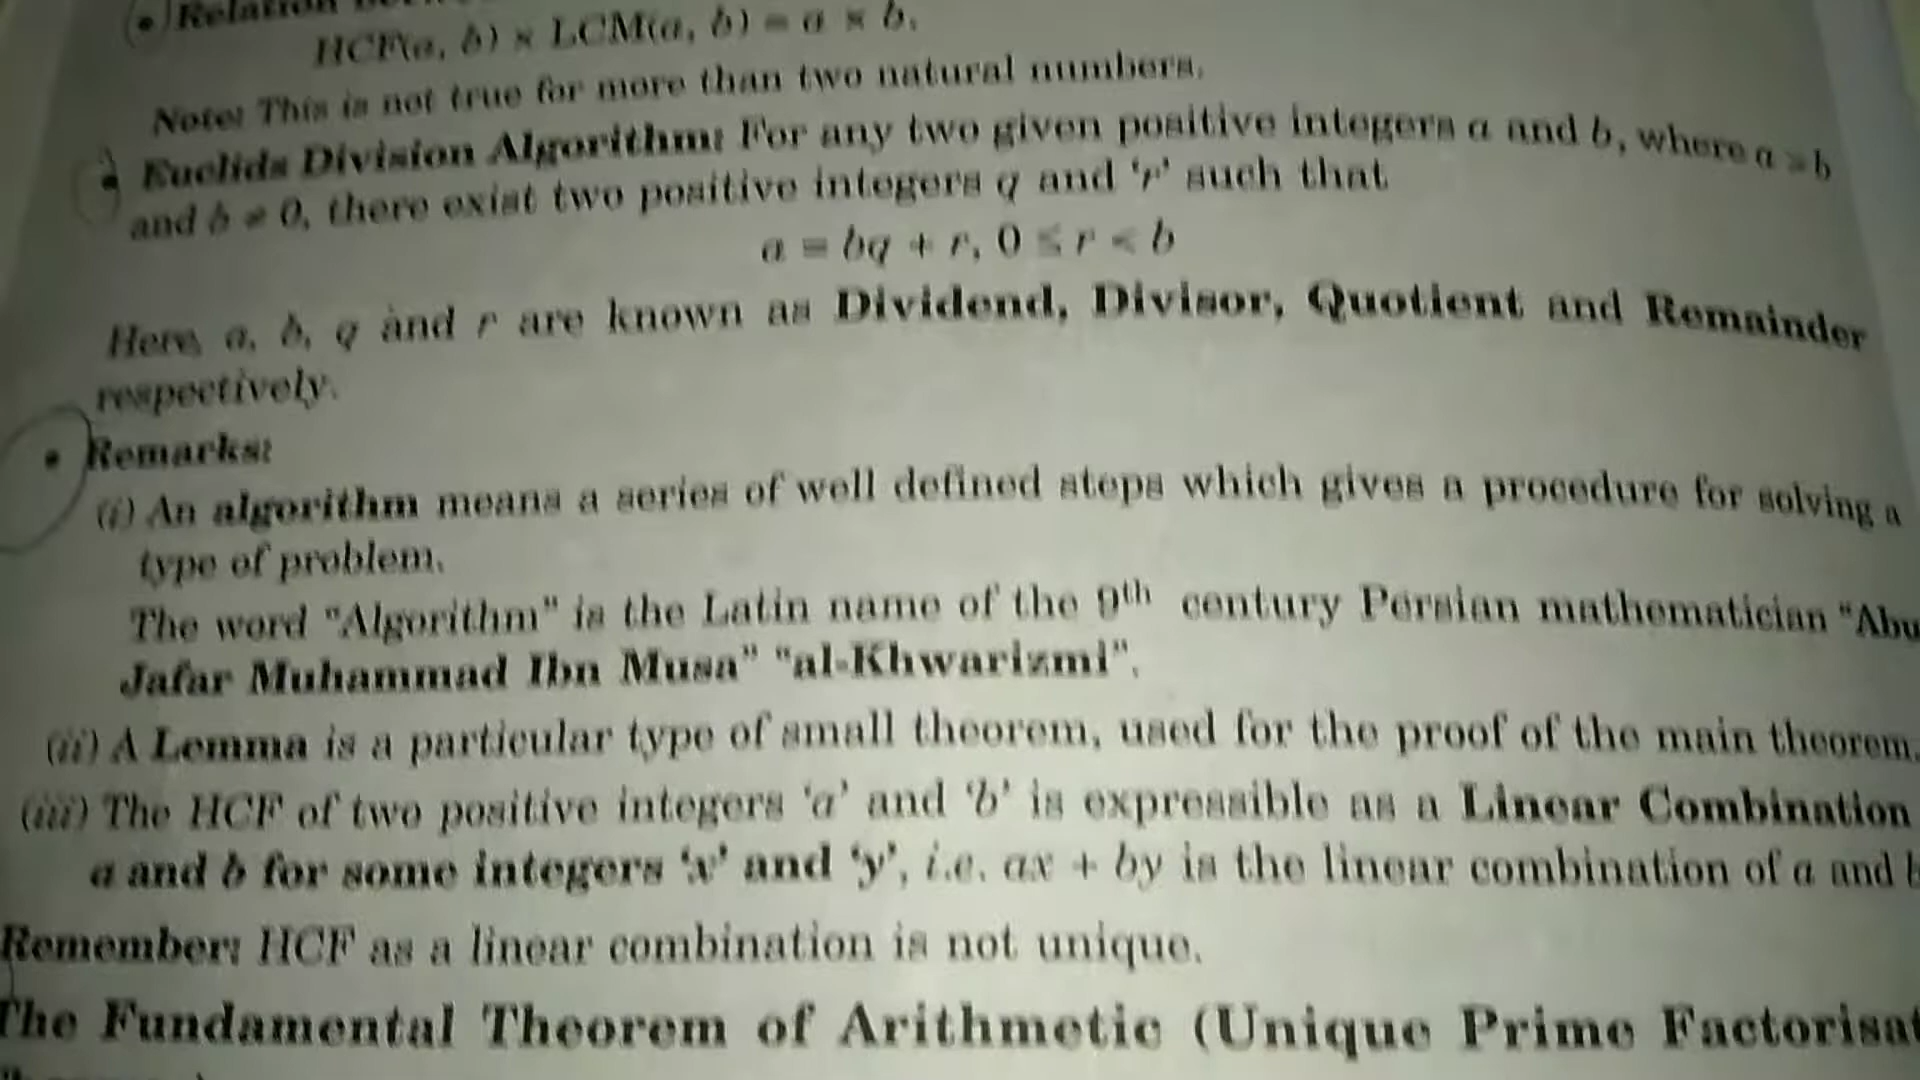 • Relation
HCF(a, b) × LCM(a, b) = a × b.
Note: This is not true for more than two natural numbers.
• Euclids Division Algorithm: For any two given positive integers a and b, where a > b
and b ≠ 0, there exist two positive integers q and 'r' such that
a = bq + r, 0 ≤ r < b
Here, a, b, q and r are known as Dividend, Divisor, Quotient and Remainder
respectively.
• Remarks:
(i) An algorithm means a series of well defined steps which gives a procedure for solving a
type of problem.
The word "Algorithm" is the Latin name of the 9th century Persian mathematician "Abu
Jafar Muhammad Ibn Musa" "al-Khwarizmi".
(ii) A Lemma is a particular type of small theorem, used for the proof of the main theorem.
(iii) The HCF of two positive integers 'a' and 'b' is expressible as a Linear Combination
a and b for some integers 'x' and 'y', i.e. ax + by is the linear combination of a and b
Remember: HCF as a linear combination is not unique.
The Fundamental Theorem of Arithmetic (Unique Prime Factorisat